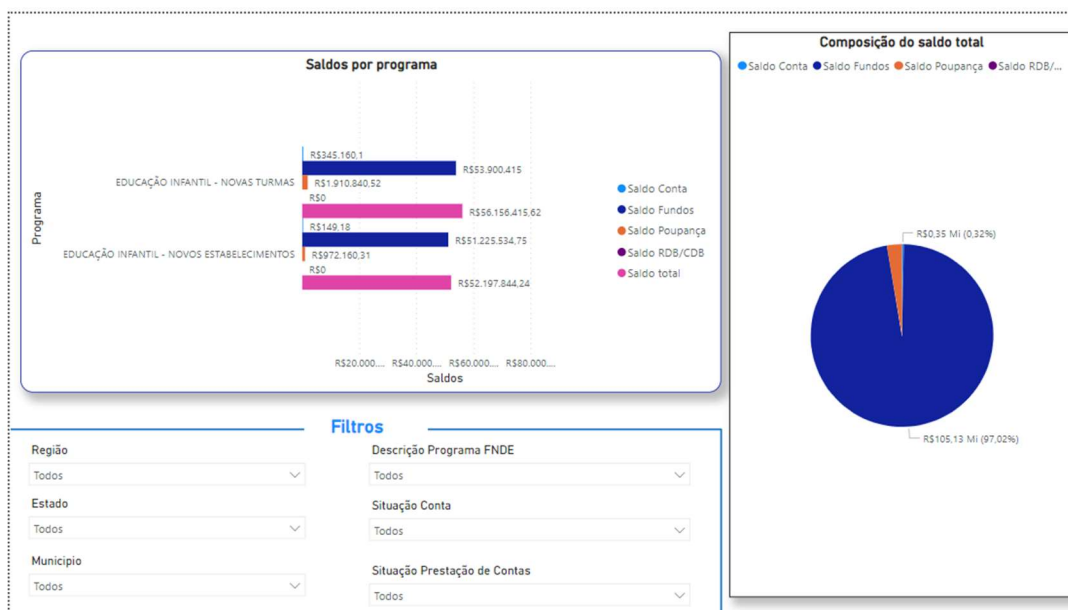 Saldos por programa
Programa
EDUCAÇÃO INFANTIL - NOVAS TURMAS
R$345.160,1
R$53.900.415
R$1.910.840,52
R$0
R$56.156.415,62
EDUCAÇÃO INFANTIL - NOVOS ESTABELECIMENTOS
R$149,18
R$51.225.534,75
R$972.160,31
R$0
R$52.197.844,24
R$20.000.... R$40.000.... R$60.000.... R$80.000....
Saldos
Saldo Conta
Saldo Fundos
Saldo Poupança
Saldo RDB/CDB
Saldo total
Composição do saldo total
Saldo Conta Saldo Fundos Saldo Poupança Saldo RDB/...
R$0,35 Mi (0,32%)
R$105,13 Mi (97,02%)
Filtros
Região
Todos
Estado
Todos
Municipio
Todos
Descrição Programa FNDE
Todos
Situação Conta
Todos
Situação Prestação de Contas
Todos